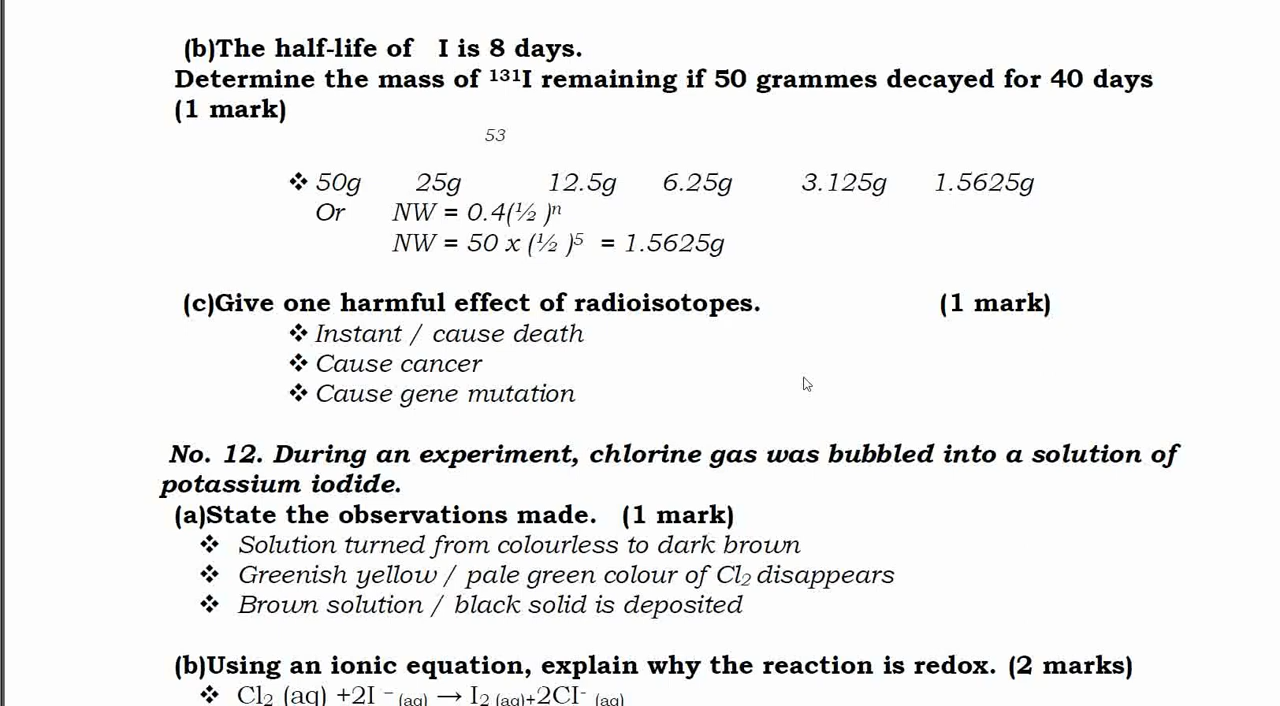 (b)The half-life of I is 8 days.
Determine the mass of ¹³¹I remaining if 50 grammes decayed for 40 days
(1 mark)
53
❖ 50g 25g 12.5g 6.25g 3.125g 1.5625g
Or NW = 0.4(½ )ⁿ
NW = 50 x (½ )⁵ = 1.5625g
(c)Give one harmful effect of radioisotopes. (1 mark)
❖ Instant / cause death
❖ Cause cancer
❖ Cause gene mutation
No. 12. During an experiment, chlorine gas was bubbled into a solution of
potassium iodide.
(a)State the observations made. (1 mark)
❖ Solution turned from colourless to dark brown
❖ Greenish yellow / pale green colour of Cl₂ disappears
❖ Brown solution / black solid is deposited
(b)Using an ionic equation, explain why the reaction is redox. (2 marks)
❖ Cl₂ (aq) +2I ⁻ (aq) → I₂ (aq)+2CI⁻ (aq)